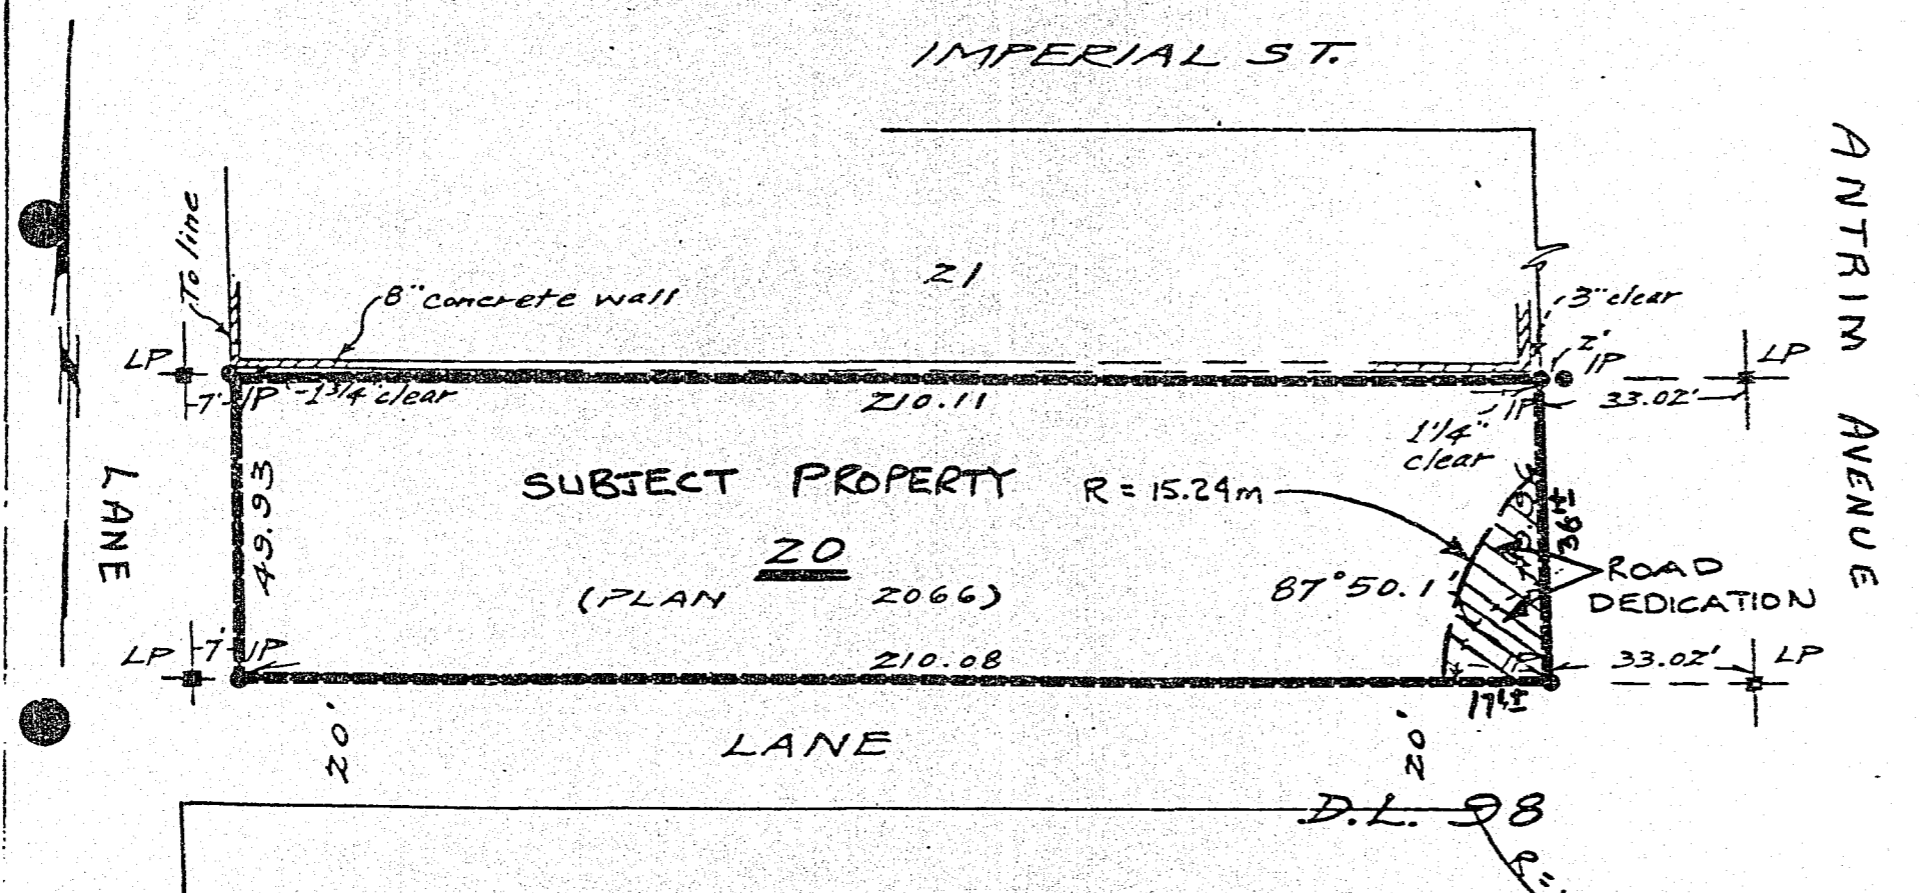 IMPERIAL ST.
ANTRIM AVENUE
To line
8" concrete wall
21
3" clear
2'
IP
LP
LP
7'
IP
1 3/4 clear
210.11
IP
33.02'
1 1/4"
clear
LANE
49.93
SUBJECT PROPERTY
R = 15.24m
20
(PLAN 2066)
87°50.1'
36'±
ROAD
DEDICATION
LP
7'
IP
210.08
IP
33.02'
LP
17'±
20'
LANE
20'
D.L. 98
R=